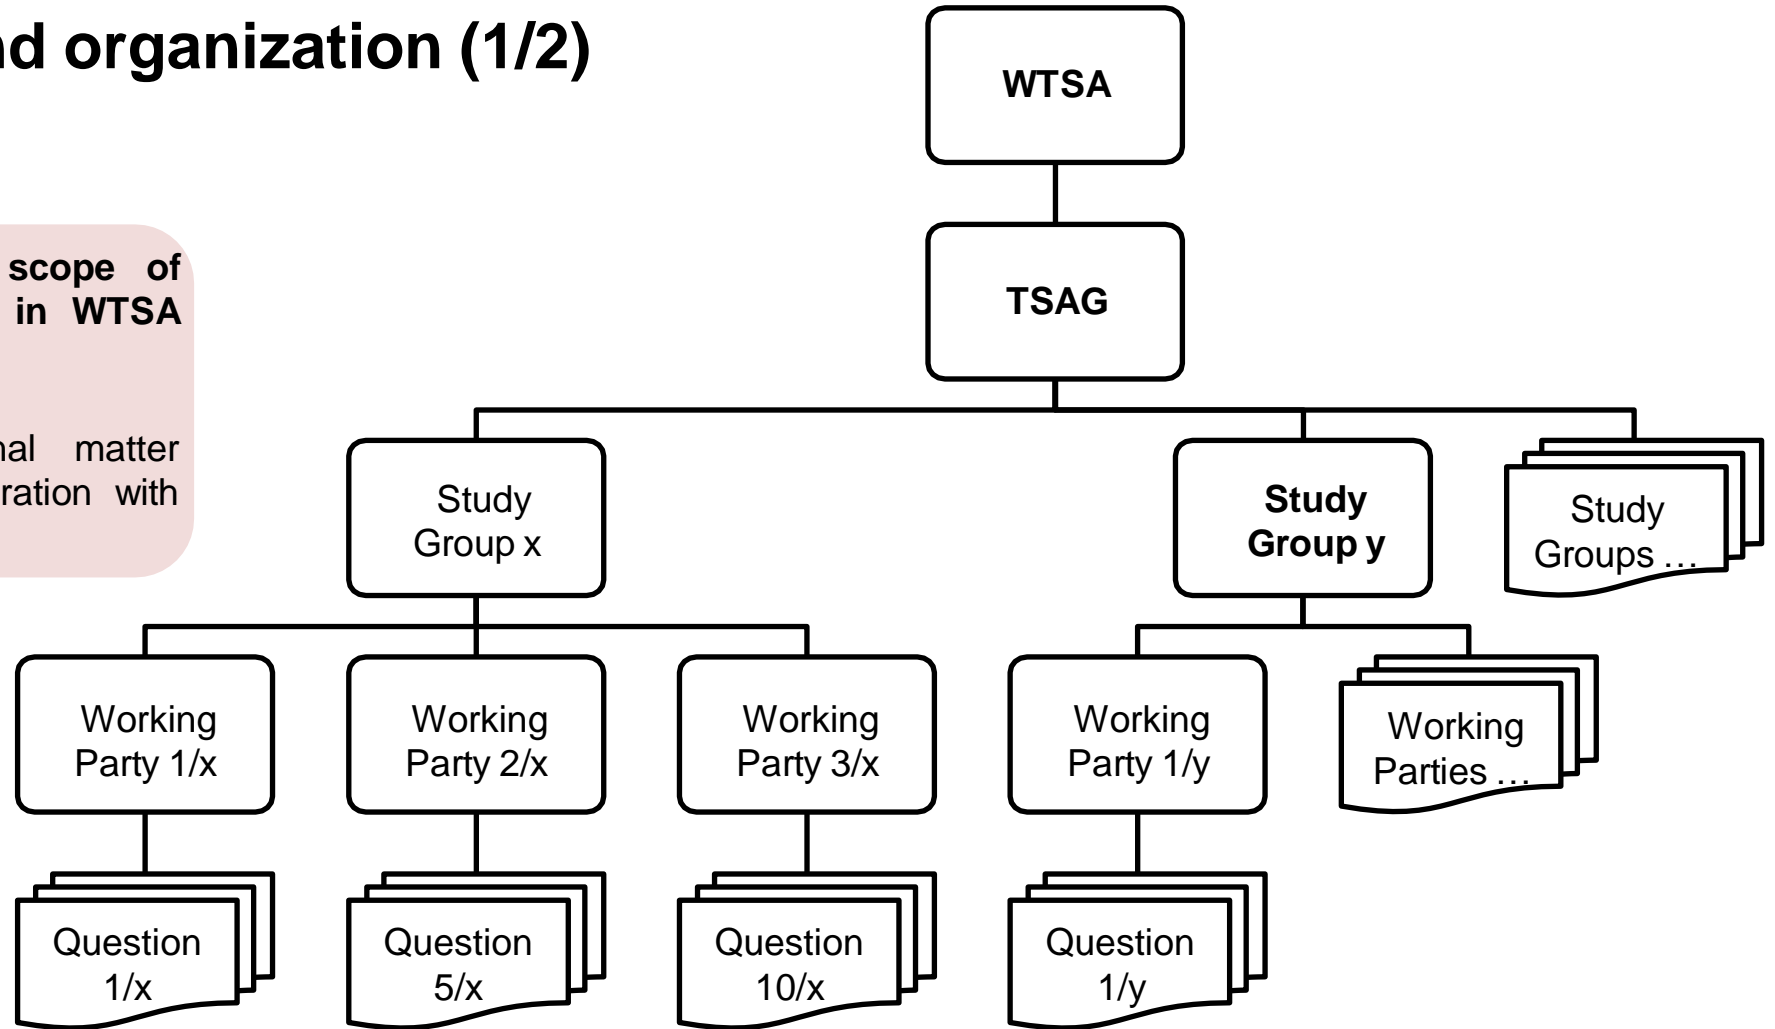 nd organization (1/2)
WTSA
TSAG
scope of
in WTSA
nal matter
ration with
Study
Group x
Study
Group y
Study
Groups …
Working
Party 1/x
Working
Party 2/x
Working
Party 3/x
Working
Party 1/y
Working
Parties …
Question
1/x
Question
5/x
Question
10/x
Question
1/y